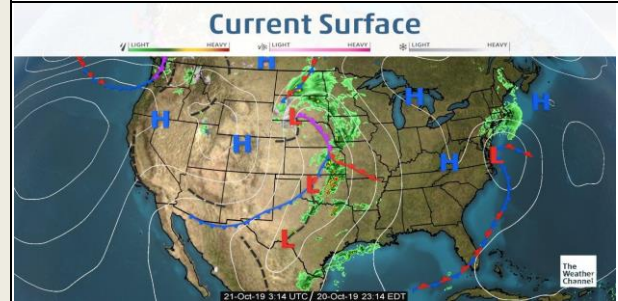 Current Surface
LIGHT HEAVY LIGHT HEAVY LIGHT HEAVY
H
L
H H
H
H
H
L
L
L
The
Weather
Channel
21-Oct-19 3:14 UTC / 20-Oct-19 23:14 EDT